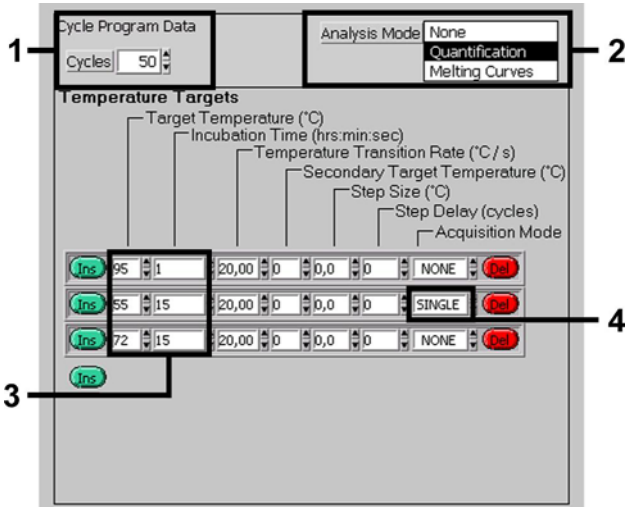 Cycle Program Data
Cycles 50
Analysis Mode None
Quantification
Melting Curves
1
2
Temperature Targets
Target Temperature (°C)
Incubation Time (hrs:min:sec)
Temperature Transition Rate (°C / s)
Secondary Target Temperature (°C)
Step Size (°C)
Step Delay (cycles)
Acquisition Mode
Ins 95 1 20,00 0 0,0 0 NONE Del
Ins 55 15 20,00 0 0,0 0 SINGLE Del
Ins 72 15 20,00 0 0,0 0 NONE Del
4
Ins
3